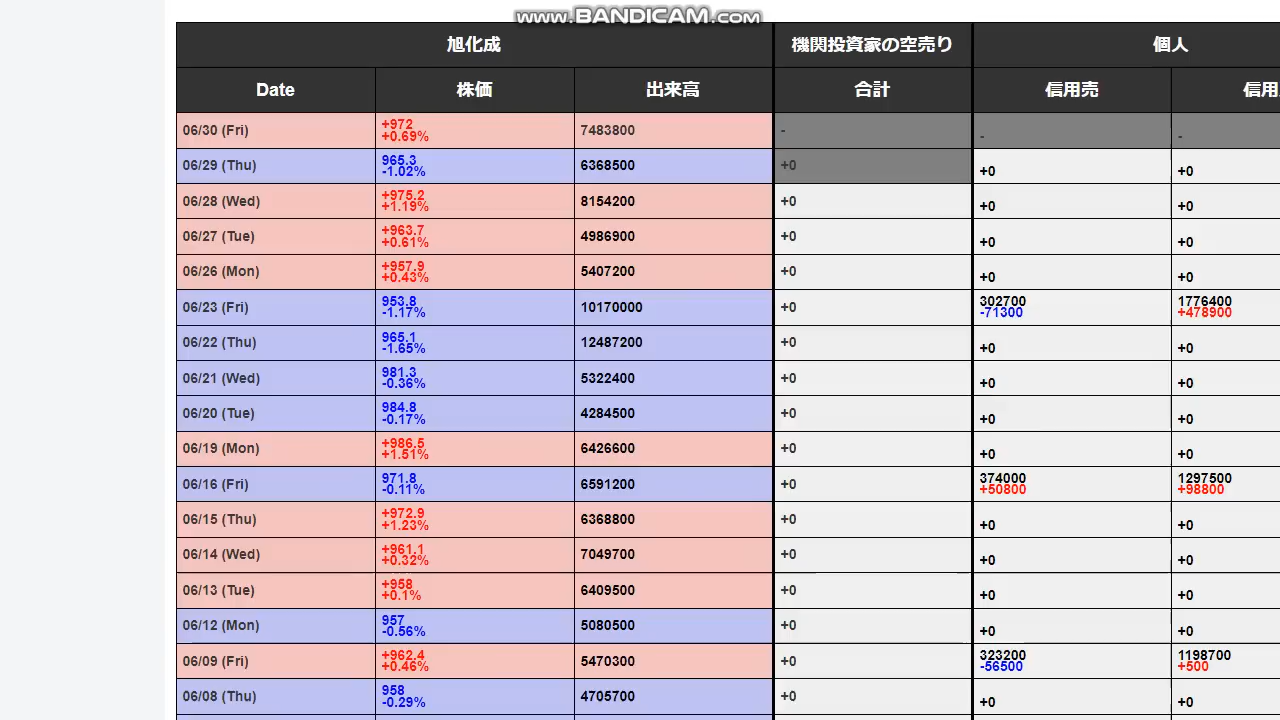 www.BANDICAM.com
旭化成 機関投資家の空売り 個人
Date 株価 出来高 合計 信用売 信用
06/30 (Fri) +972 +0.69% 7483800 - - -
06/29 (Thu) 965.3 -1.02% 6368500 +0 +0 +0
06/28 (Wed) +975.2 +1.19% 8154200 +0 +0 +0
06/27 (Tue) +963.7 +0.61% 4986900 +0 +0 +0
06/26 (Mon) +957.9 +0.43% 5407200 +0 +0 +0
06/23 (Fri) 953.8 -1.17% 10170000 +0 302700 -71300 1776400 +478900
06/22 (Thu) 965.1 -1.65% 12487200 +0 +0 +0
06/21 (Wed) 981.3 -0.36% 5322400 +0 +0 +0
06/20 (Tue) 984.8 -0.17% 4284500 +0 +0 +0
06/19 (Mon) +986.5 +1.51% 6426600 +0 +0 +0
06/16 (Fri) 971.8 -0.11% 6591200 +0 374000 +50800 1297500 +98800
06/15 (Thu) +972.9 +1.23% 6368800 +0 +0 +0
06/14 (Wed) +961.1 +0.32% 7049700 +0 +0 +0
06/13 (Tue) +958 +0.1% 6409500 +0 +0 +0
06/12 (Mon) 957 -0.56% 5080500 +0 +0 +0
06/09 (Fri) +962.4 +0.46% 5470300 +0 323200 -56500 1198700 +500
06/08 (Thu) 958 -0.29% 4705700 +0 +0 +0